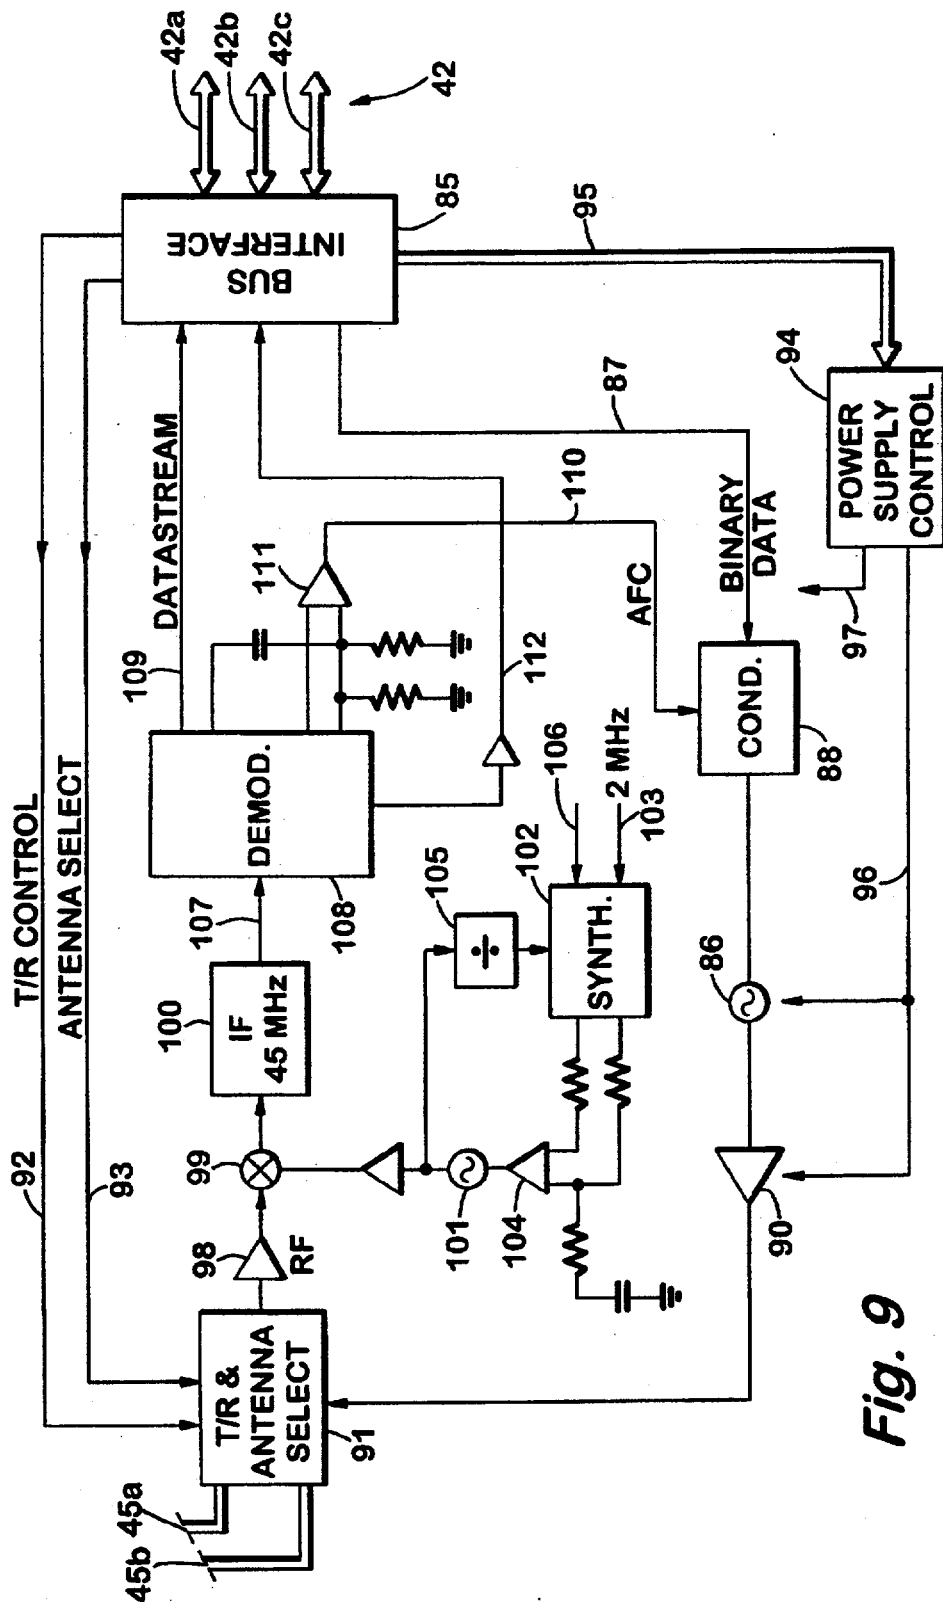 92
T/R CONTROL
93
ANTENNA SELECT
45a
45b
T/R &
ANTENNA
SELECT
91
98
RF
99
100
IF
45 MHz
107
DEMOD.
108
109
DATASTREAM
111
112
110
BUS
INTERFACE
85
42a
42b
42c
42
95
87
101
104
105
÷
102
SYNTH.
106
2 MHz
103
AFC
BINARY
DATA
COND.
88
86
90
96
97
94
POWER
SUPPLY
CONTROL
Fig. 9